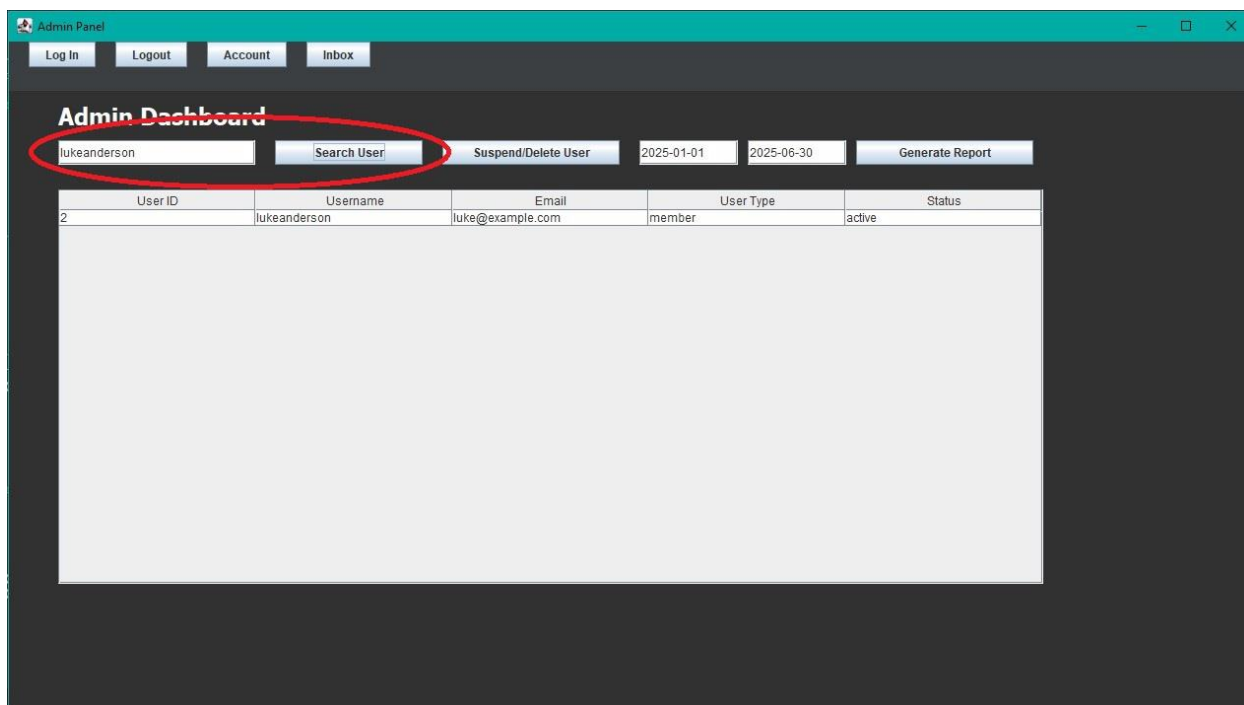 Admin Panel
Log In Logout Account Inbox
Admin Dashboard
lukeanderson Search User Suspend/Delete User 2025-01-01 2025-06-30 Generate Report
User ID Username Email User Type Status
2 lukeanderson luke@example.com member active